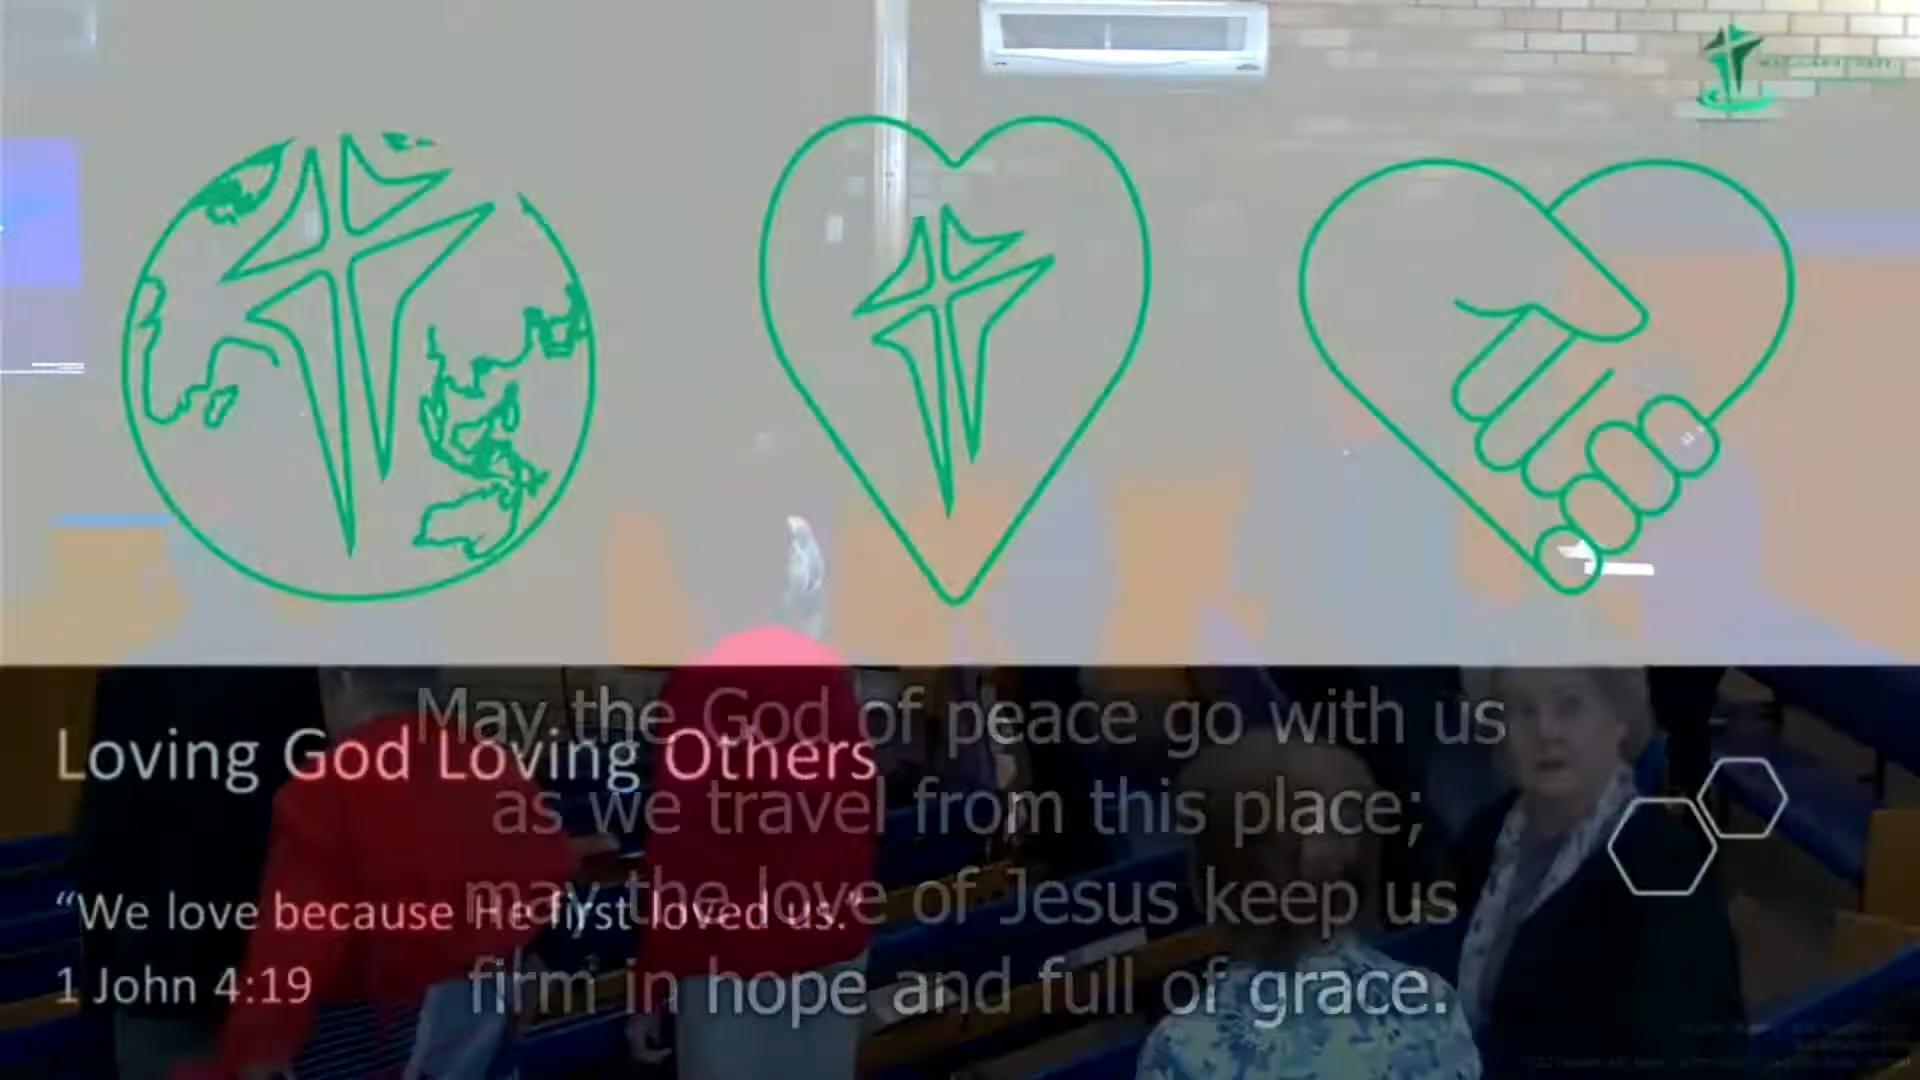 Loving God Loving Others
“We love because He first loved us.”
1 John 4:19
May the God of peace go with us
as we travel from this place;
may the love of Jesus keep us
firm in hope and full of grace.